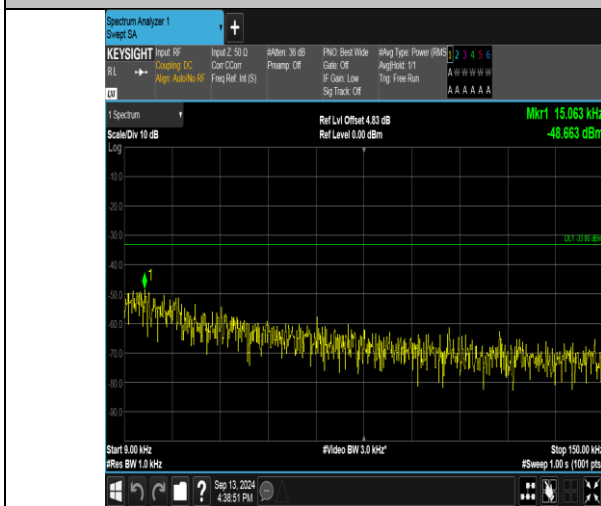 Spectrum Analyzer 1
Swept SA
+
KEYSIGHT
RL
Input: RF
Coupling: DC
Align: Auto/No RF
Input Z: 50 Ω
Corr CCorr
Freq Ref: Int (S)
#Atten: 36 dB
Preamp: Off
PNO: Best Wide
Gate: Off
IF Gain: Low
Sig Track: Off
#Avg Type: Power (RMS
Avg|Hold: 1/1
Trig: Free Run
1 2 3 4 5 6
A W W W W W
A A A A A A
1 Spectrum
Scale/Div 10 dB
Log
Ref Lvl Offset 4.83 dB
Ref Level 0.00 dBm
Mkr1 15.063 kHz
-48.663 dBm
-10.0
-20.0
-30.0
-40.0
-50.0
-60.0
-70.0
-80.0
-90.0
DL1 -33.00 dBm
1
Start 9.00 kHz
#Res BW 1.0 kHz
#Video BW 3.0 kHz*
Stop 150.00 kHz
#Sweep 1.00 s (1001 pts
?
Sep 13, 2024
4:38:51 PM